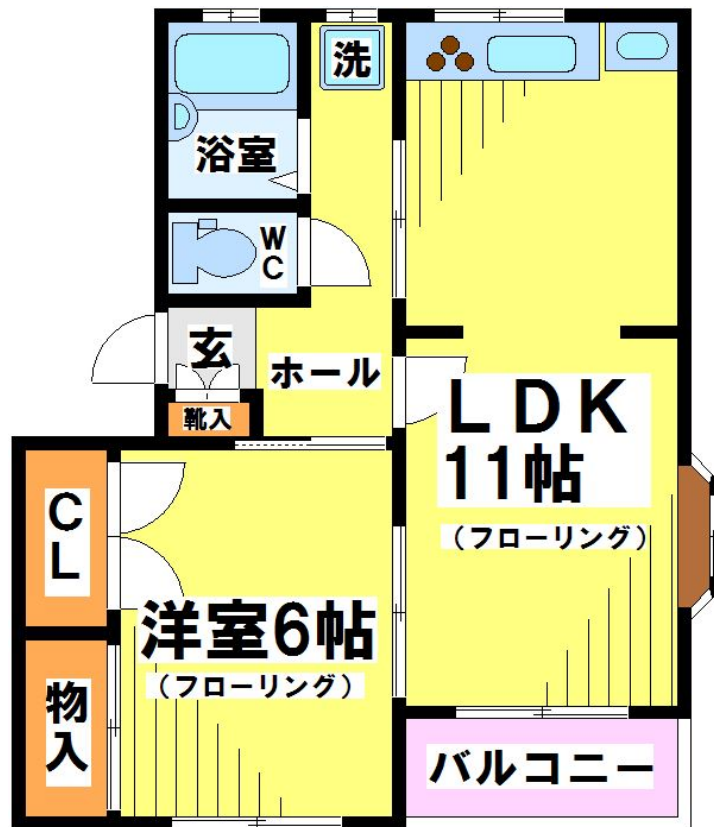 洗
浴室
WC
玄
ホール
靴入
LDK
11帖
（フローリング）
CL
洋室6帖
（フローリング）
物入
バルコニー